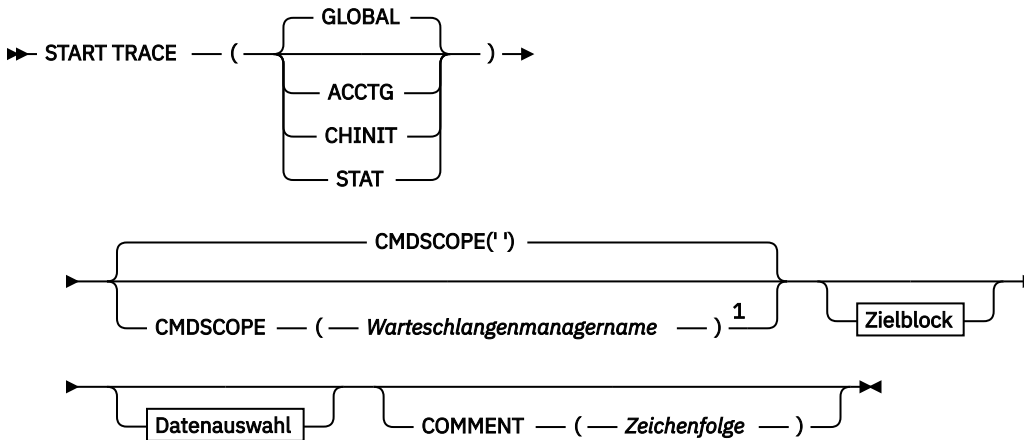 GLOBAL
START TRACE ( )
ACCTG
CHINIT
STAT
CMDSCOPE(' ')
CMDSCOPE ( Warteschlangenmanagername ) 1
Zielblock
Datenauswahl
COMMENT ( Zeichenfolge )